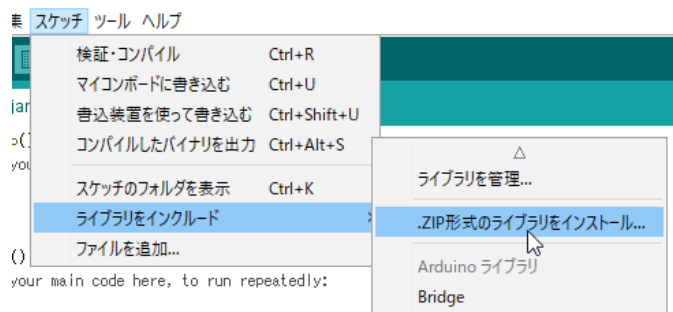 集 スケッチ ツール ヘルプ
検証・コンパイル Ctrl+R
マイコンボードに書き込む Ctrl+U
書込装置を使って書き込む Ctrl+Shift+U
コンパイルしたバイナリを出力 Ctrl+Alt+S
スケッチのフォルダを表示 Ctrl+K
ライブラリをインクルード
ファイルを追加...
ライブラリを管理...
.ZIP形式のライブラリをインストール...
Arduino ライブラリ
Bridge
jar
()
you
()
your main code here, to run repeatedly: